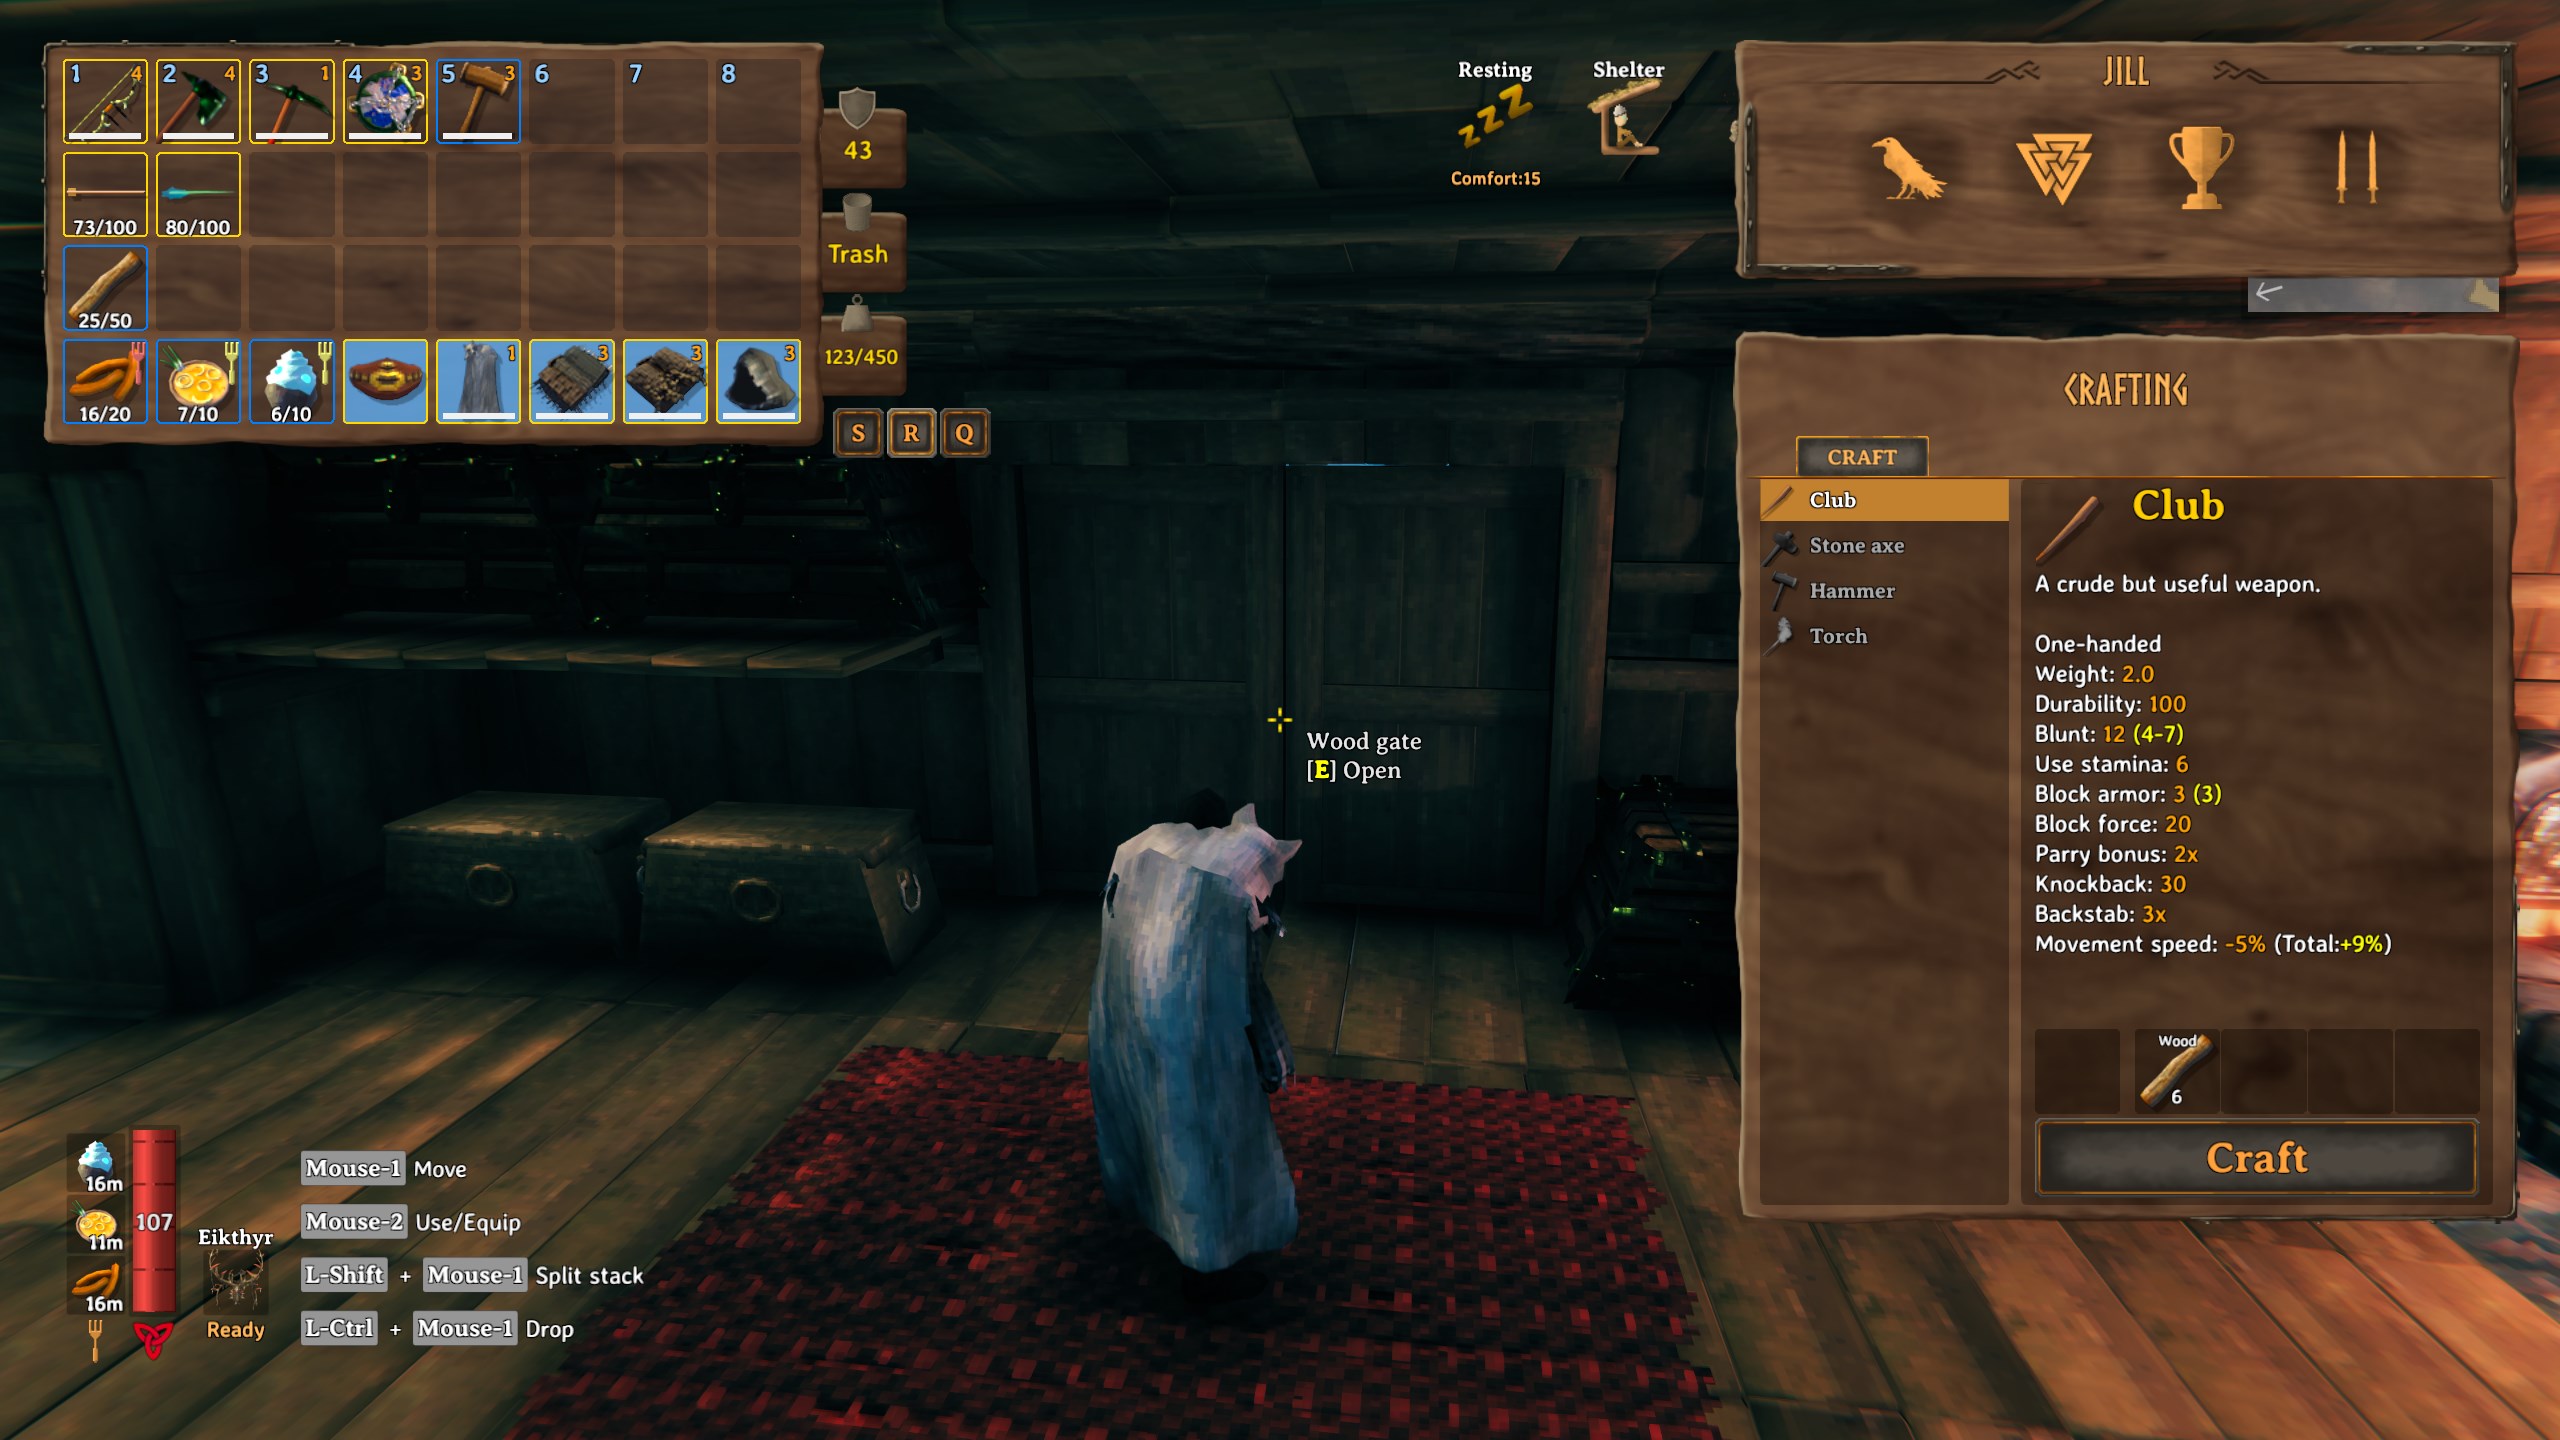 1 4
2 4
3 1
4 3
5 3
6
7
8
73/100
80/100
25/50
16/20
7/10
6/10
1
3
3
3
43
Trash
123/450
S
R
Q
Resting
Comfort:15
Shelter
JILL
CRAFTING
CRAFT
Club
Stone axe
Hammer
Torch
Club
A crude but useful weapon.
One-handed
Weight: 2.0
Durability: 100
Blunt: 12 (4-7)
Use stamina: 6
Block armor: 3 (3)
Block force: 20
Parry bonus: 2x
Knockback: 30
Backstab: 3x
Movement speed: -5% (Total:+9%)
Wood
6
Craft
Wood gate
[E] Open
16m
11m
16m
107
Eikthyr
Ready
Mouse-1 Move
Mouse-2 Use/Equip
L-Shift + Mouse-1 Split stack
L-Ctrl + Mouse-1 Drop